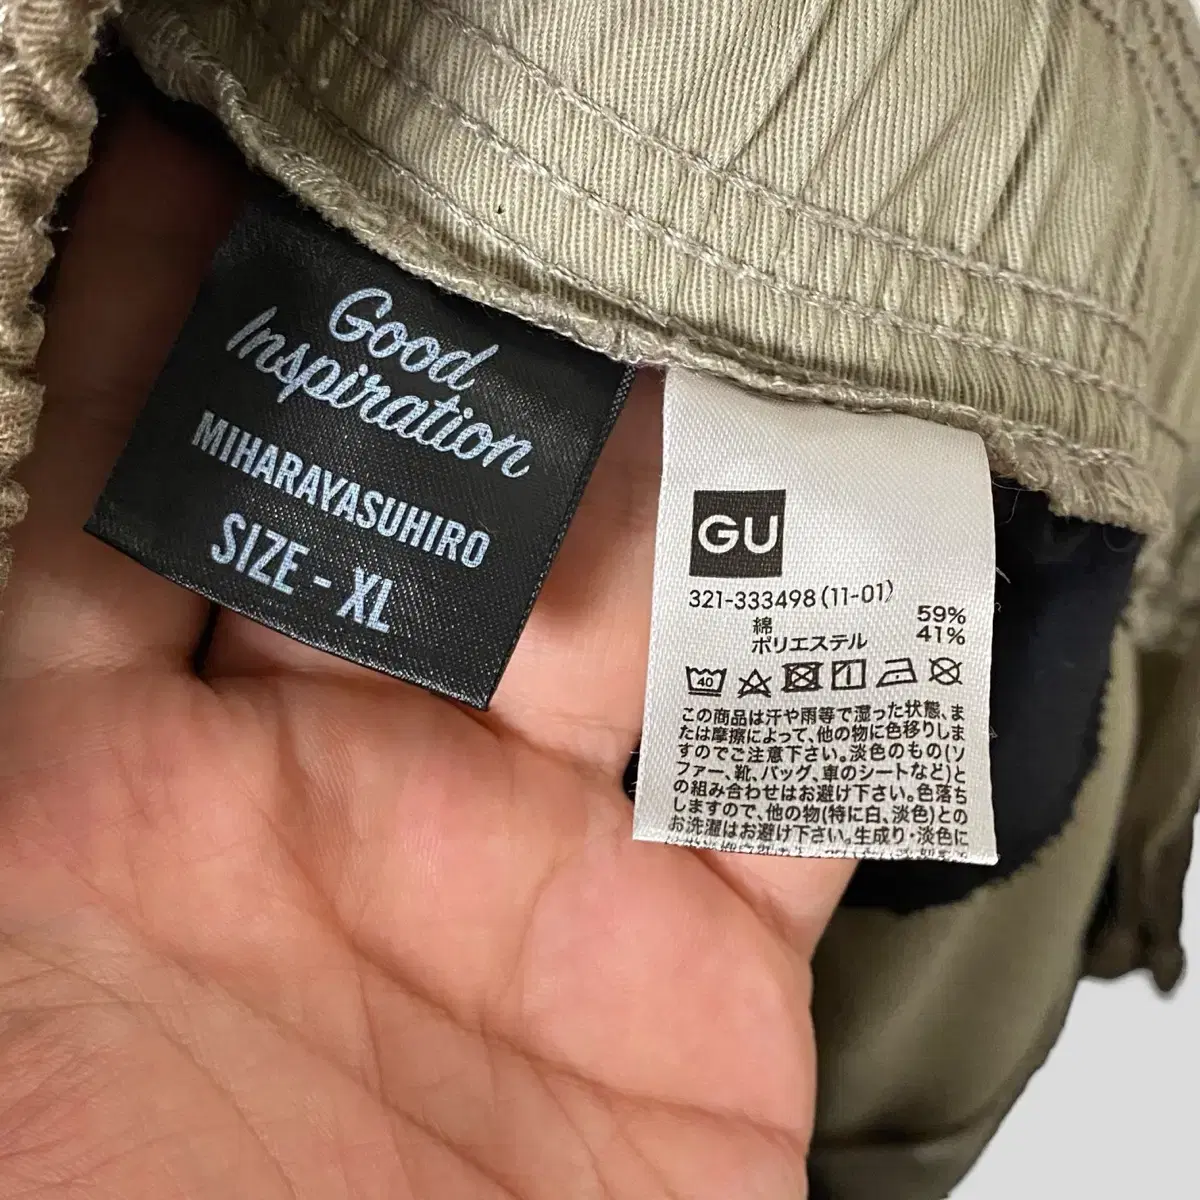 Good
Inspiration
MIHARAYASUHIRO
SIZE - XL
GU
321-333498(11-01)
綿 59%
ポリエステル 41%
40
この商品は汗や雨等で湿った状態、ま
たは摩擦によって、他の物に色移りしま
すのでご注意下さい。淡色のもの(ソ
ファー、靴、バッグ、車のシートなど)と
の組み合わせはお避け下さい。色落ち
しますので、他の物(特に白、淡色)との
お洗濯はお避け下さい。生成り・淡色に